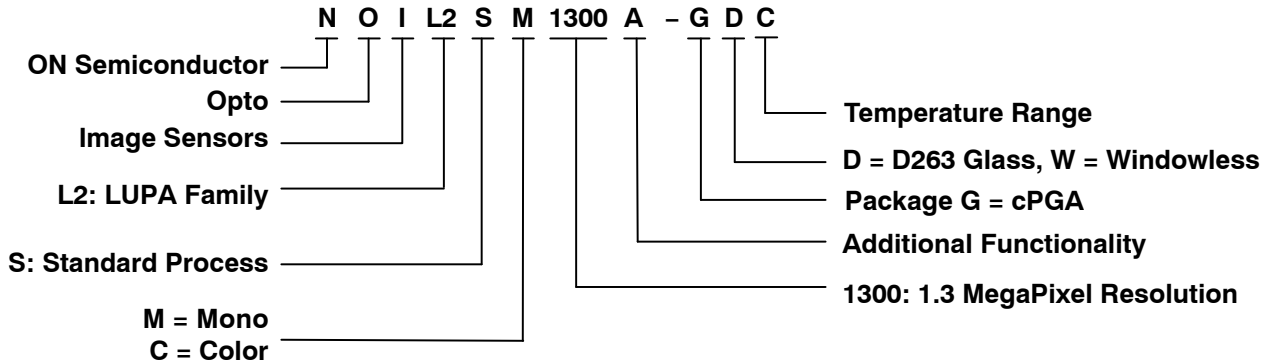 N O I L2 S M 1300 A – G D C
ON Semiconductor
Opto
Image Sensors
L2: LUPA Family
S: Standard Process
M = Mono
C = Color
Temperature Range
D = D263 Glass, W = Windowless
Package G = cPGA
Additional Functionality
1300: 1.3 MegaPixel Resolution